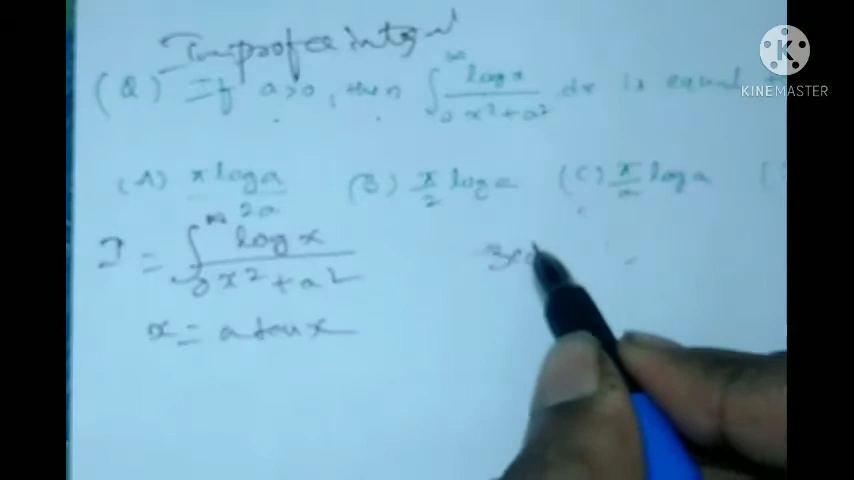 Improper integral
(Q) If a>0, then ∫₀^∞ log x / x² + a² dx is equal
(A) π log a / 2a (B) π/2 log a (C) π/a log a (
I = ∫₀^∞ log x / x² + a²
x = a tan x
K
KINEMASTER